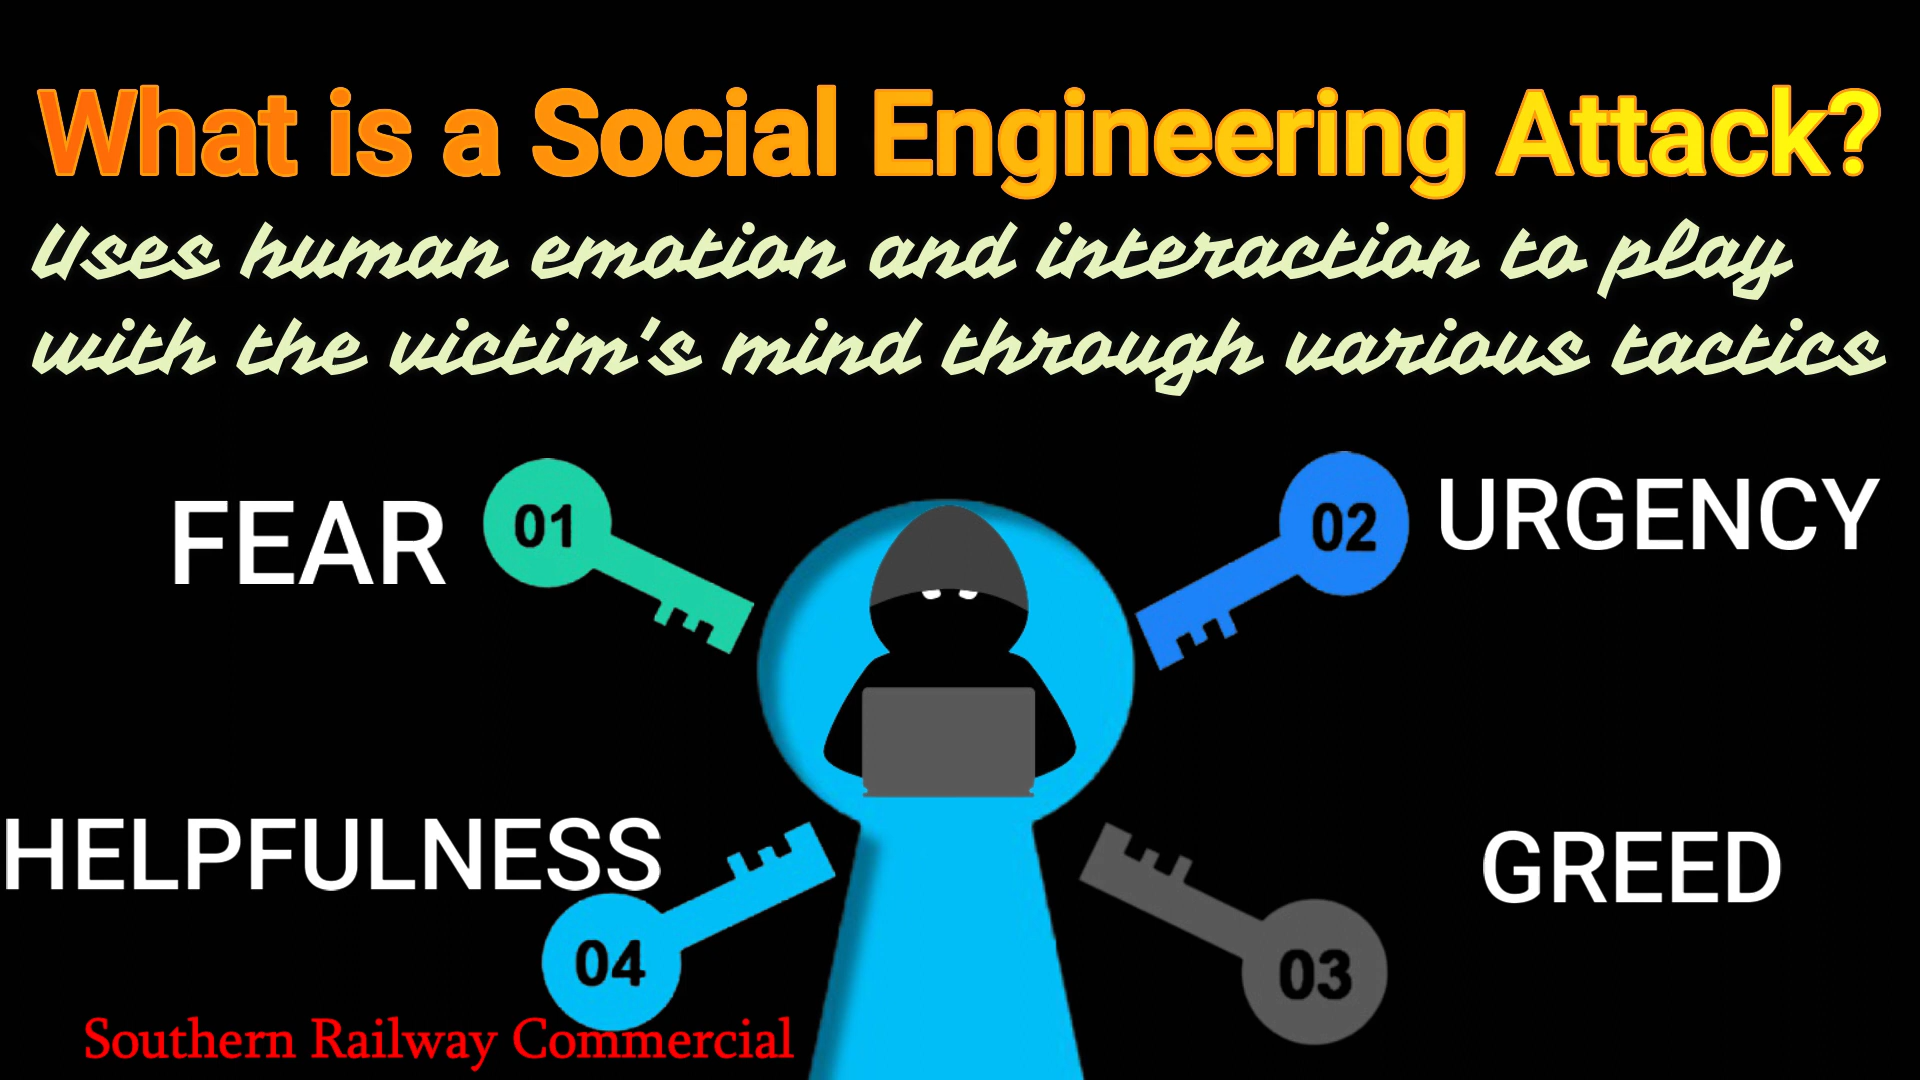 What is a Social Engineering Attack?
Uses human emotion and interaction to play
with the victim's mind through various tactics
FEAR
01
02
URGENCY
HELPFULNESS
04
03
GREED
Southern Railway Commercial